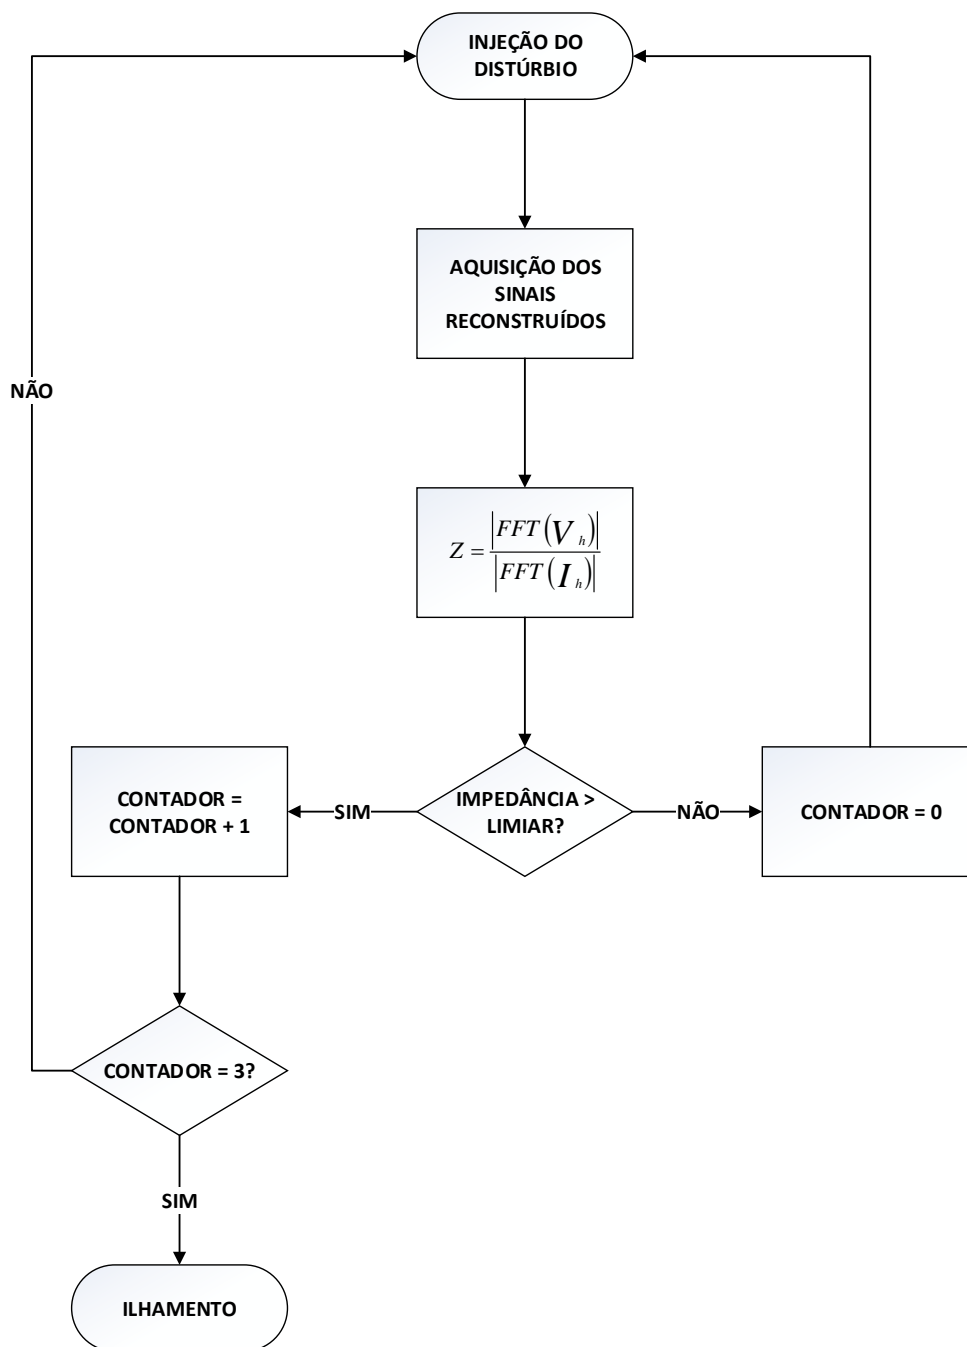 INJEÇÃO DO
DISTÚRBIO
AQUISIÇÃO DOS
SINAIS
RECONSTRUÍDOS
NÃO
Z = |FFT(V_h)| / |FFT(I_h)|
IMPEDÂNCIA >
LIMIAR?
SIM
NÃO
CONTADOR =
CONTADOR + 1
CONTADOR = 0
CONTADOR = 3?
SIM
ILHAMENTO